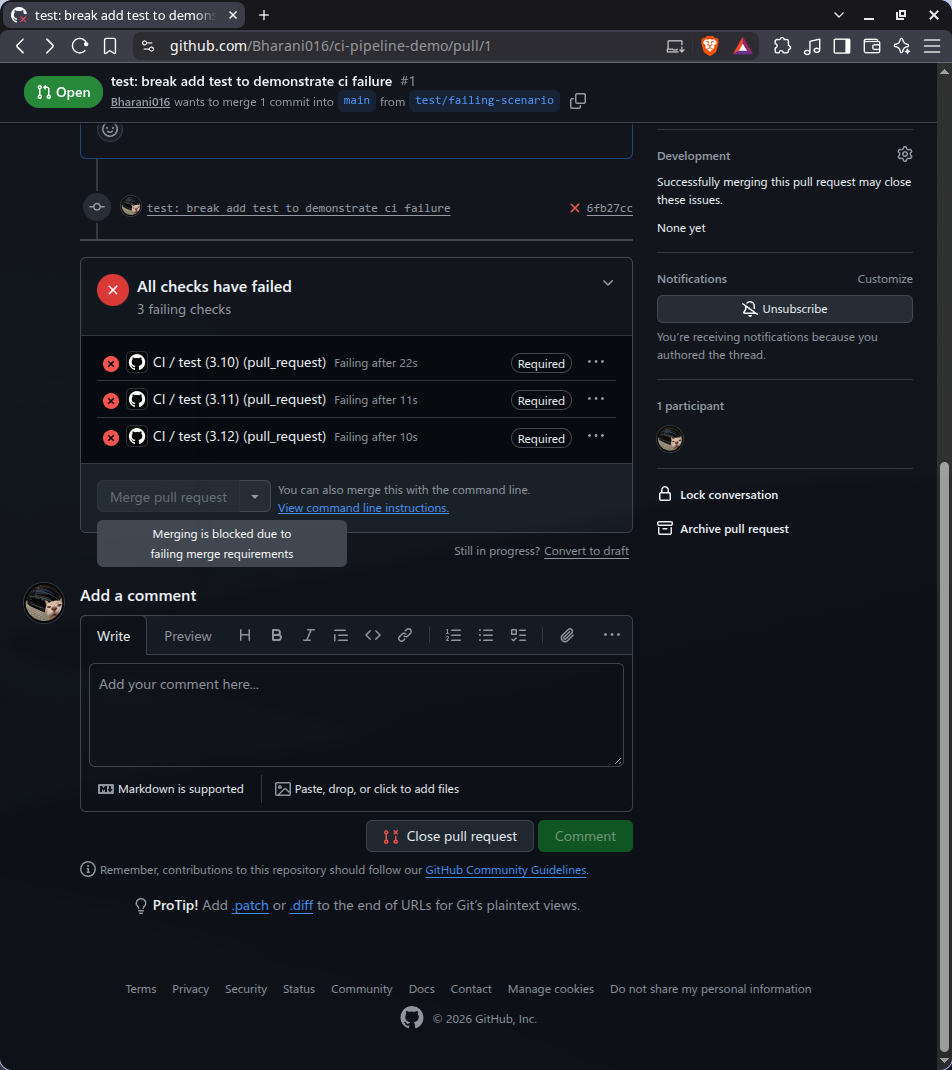 test: break add test to demons
github.com/Bharani016/ci-pipeline-demo/pull/1
Open
test: break add test to demonstrate ci failure #1
Bharani016 wants to merge 1 commit into main from test/failing-scenario
test: break add test to demonstrate ci failure 6fb27cc
All checks have failed
3 failing checks
CI / test (3.10) (pull_request) Failing after 22s Required
CI / test (3.11) (pull_request) Failing after 11s Required
CI / test (3.12) (pull_request) Failing after 10s Required
Merge pull request
You can also merge this with the command line.
View command line instructions.
Merging is blocked due to
failing merge requirements
Still in progress? Convert to draft
Development
Successfully merging this pull request may close
these issues.
None yet
Notifications Customize
Unsubscribe
You're receiving notifications because you
authored the thread.
1 participant
Lock conversation
Archive pull request
Add a comment
Write Preview
Add your comment here...
Markdown is supported Paste, drop, or click to add files
Close pull request Comment
Remember, contributions to this repository should follow our GitHub Community Guidelines.
ProTip! Add .patch or .diff to the end of URLs for Git's plaintext views.
Terms Privacy Security Status Community Docs Contact Manage cookies Do not share my personal information
© 2026 GitHub, Inc.